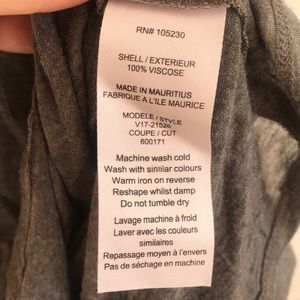 RN# 105230
SHELL / EXTERIEUR
100% VISCOSE
MADE IN MAURITIUS
FABRIQUE A L'ILE MAURICE
MODELE / STYLE
V17-21528
COUPE / CUT
600171
Machine wash cold
Wash with similar colours
Warm iron on reverse
Reshape whilst damp
Do not tumble dry
Lavage machine à froid
Laver avec les couleurs
similaires
Repassage moyen à l'envers
Pas de séchage en machine